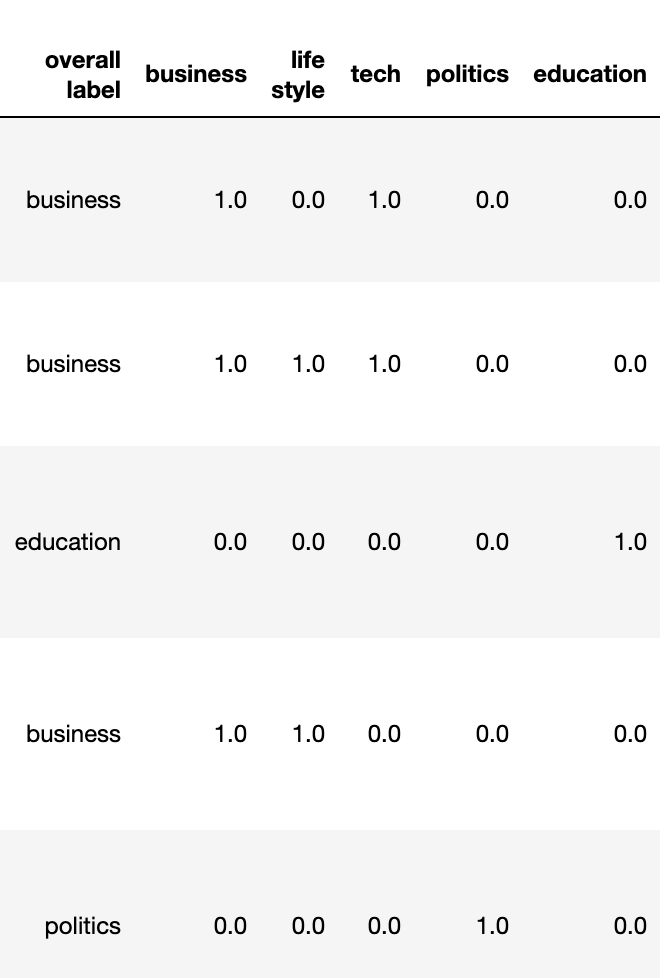 overall label business life style tech politics education
business 1.0 0.0 1.0 0.0 0.0
business 1.0 1.0 1.0 0.0 0.0
education 0.0 0.0 0.0 0.0 1.0
business 1.0 1.0 0.0 0.0 0.0
politics 0.0 0.0 0.0 1.0 0.0